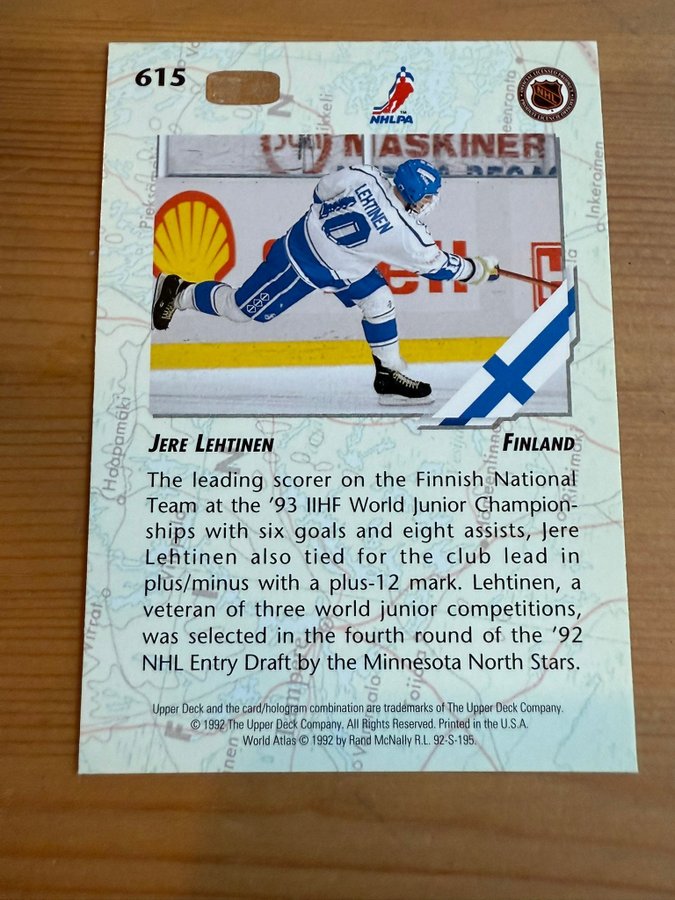 615
NHLPA
NHL
MASKINER
LEHTINEN
JERE LEHTINEN
FINLAND
The leading scorer on the Finnish National
Team at the '93 IIHF World Junior Champion-
ships with six goals and eight assists, Jere
Lehtinen also tied for the club lead in
plus/minus with a plus-12 mark. Lehtinen, a
veteran of three world junior competitions,
was selected in the fourth round of the '92
NHL Entry Draft by the Minnesota North Stars.
Upper Deck and the card/hologram combination are trademarks of The Upper Deck Company.
© 1992 The Upper Deck Company. All Rights Reserved. Printed in the U.S.A.
World Atlas © 1992 by Rand McNally R.L. 92-S-195.
Haapamäki
Virrat